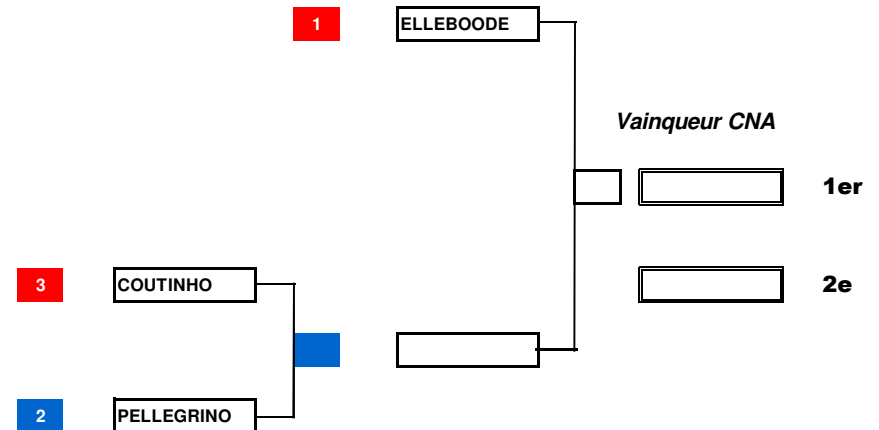 1 ELLEBOODE
Vainqueur CNA
1er
3 COUTINHO
2e
2 PELLEGRINO